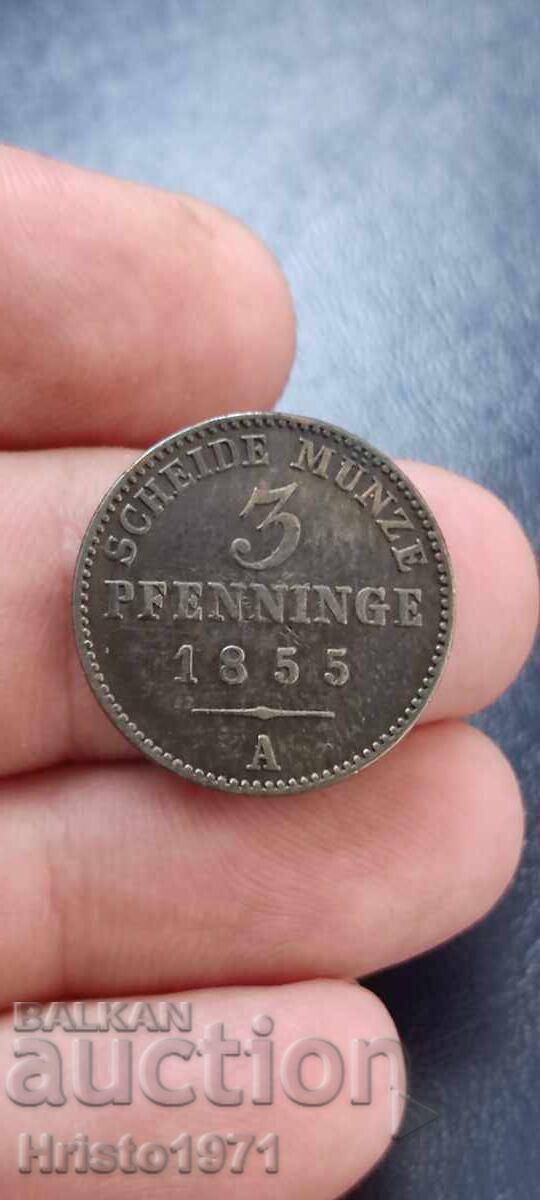 SCHEIDE MUNZE
3
PFENNINGE
1855
A
BALKAN
auction
Hristo1971